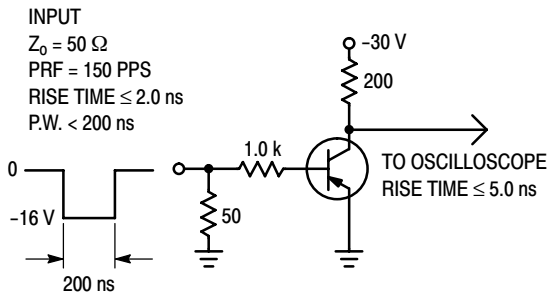 INPUT
Z₀ = 50 Ω
PRF = 150 PPS
RISE TIME ≤ 2.0 ns
P.W. < 200 ns
0
−16 V
200 ns
1.0 k
50
−30 V
200
TO OSCILLOSCOPE
RISE TIME ≤ 5.0 ns